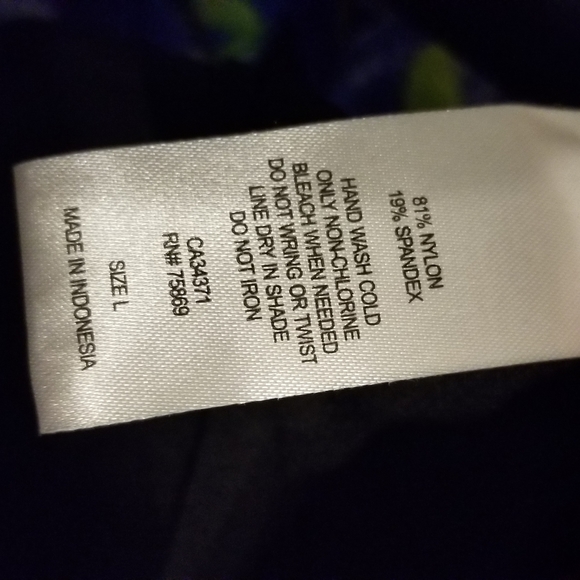 81% NYLON
19% SPANDEX
HAND WASH COLD
ONLY NON-CHLORINE
BLEACH WHEN NEEDED
DO NOT WRING OR TWIST
LINE DRY IN SHADE
DO NOT IRON
CA34371
RN# 75869
SIZE L
MADE IN INDONESIA